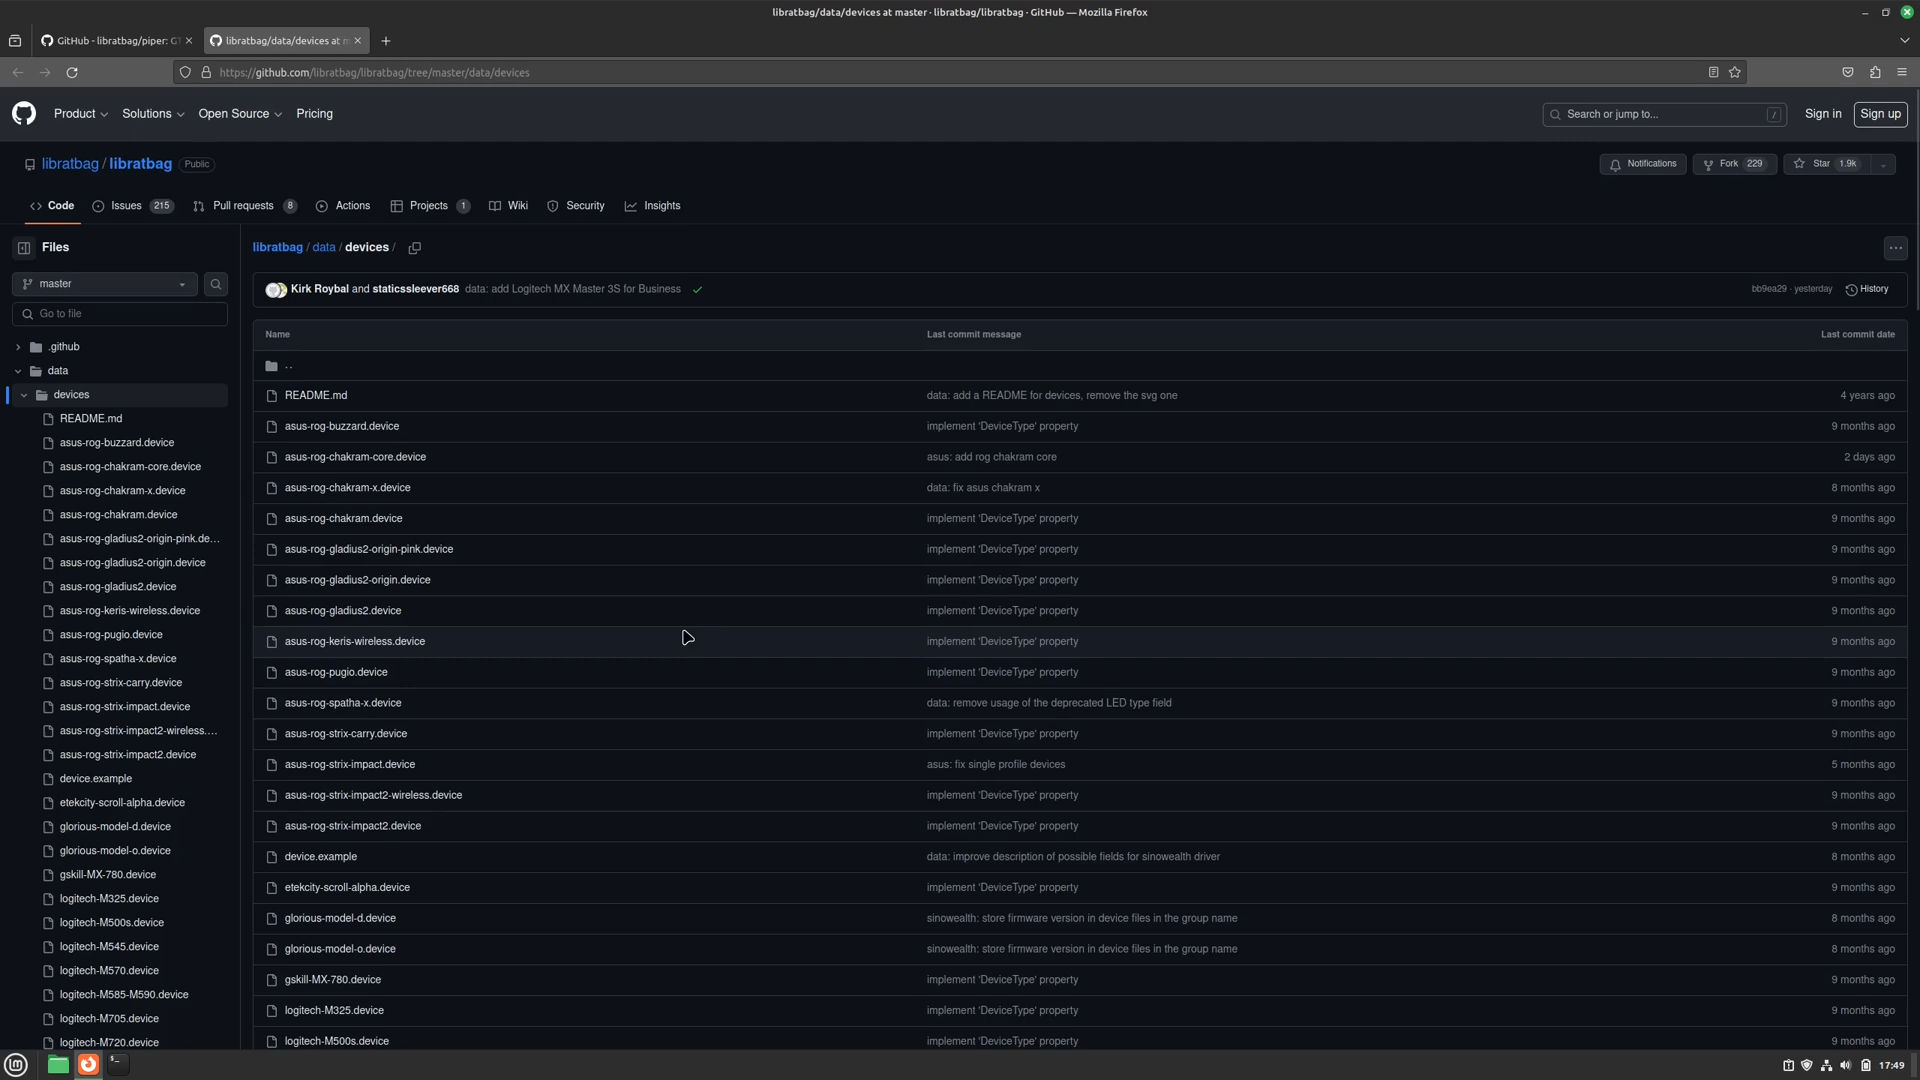 libratbag/data/devices at master · libratbag/libratbag · GitHub — Mozilla Firefox
GitHub - libratbag/piper: GT
libratbag/data/devices at m
https://github.com/libratbag/libratbag/tree/master/data/devices
Product Solutions Open Source Pricing
Search or jump to... /
Sign in Sign up
libratbag / libratbag Public
Notifications Fork 229 Star 1.9k
Code Issues 215 Pull requests 8 Actions Projects 1 Wiki Security Insights
Files
master
Go to file
.github
data
devices
README.md
asus-rog-buzzard.device
asus-rog-chakram-core.device
asus-rog-chakram-x.device
asus-rog-chakram.device
asus-rog-gladius2-origin-pink.de...
asus-rog-gladius2-origin.device
asus-rog-gladius2.device
asus-rog-keris-wireless.device
asus-rog-pugio.device
asus-rog-spatha-x.device
asus-rog-strix-carry.device
asus-rog-strix-impact.device
asus-rog-strix-impact2-wireless....
asus-rog-strix-impact2.device
device.example
etekcity-scroll-alpha.device
glorious-model-d.device
glorious-model-o.device
gskill-MX-780.device
logitech-M325.device
logitech-M500s.device
logitech-M545.device
logitech-M570.device
logitech-M585-M590.device
logitech-M705.device
logitech-M720.device
libratbag / data / devices /
Kirk Roybal and staticssleever668 data: add Logitech MX Master 3S for Business
bb9ea29 · yesterday History
Name Last commit message Last commit date
..
README.md data: add a README for devices, remove the svg one 4 years ago
asus-rog-buzzard.device implement 'DeviceType' property 9 months ago
asus-rog-chakram-core.device asus: add rog chakram core 2 days ago
asus-rog-chakram-x.device data: fix asus chakram x 8 months ago
asus-rog-chakram.device implement 'DeviceType' property 9 months ago
asus-rog-gladius2-origin-pink.device implement 'DeviceType' property 9 months ago
asus-rog-gladius2-origin.device implement 'DeviceType' property 9 months ago
asus-rog-gladius2.device implement 'DeviceType' property 9 months ago
asus-rog-keris-wireless.device implement 'DeviceType' property 9 months ago
asus-rog-pugio.device implement 'DeviceType' property 9 months ago
asus-rog-spatha-x.device data: remove usage of the deprecated LED type field 9 months ago
asus-rog-strix-carry.device implement 'DeviceType' property 9 months ago
asus-rog-strix-impact.device asus: fix single profile devices 5 months ago
asus-rog-strix-impact2-wireless.device implement 'DeviceType' property 9 months ago
asus-rog-strix-impact2.device implement 'DeviceType' property 9 months ago
device.example data: improve description of possible fields for sinowealth driver 8 months ago
etekcity-scroll-alpha.device implement 'DeviceType' property 9 months ago
glorious-model-d.device sinowealth: store firmware version in device files in the group name 8 months ago
glorious-model-o.device sinowealth: store firmware version in device files in the group name 8 months ago
gskill-MX-780.device implement 'DeviceType' property 9 months ago
logitech-M325.device implement 'DeviceType' property 9 months ago
logitech-M500s.device implement 'DeviceType' property 9 months ago
17:49